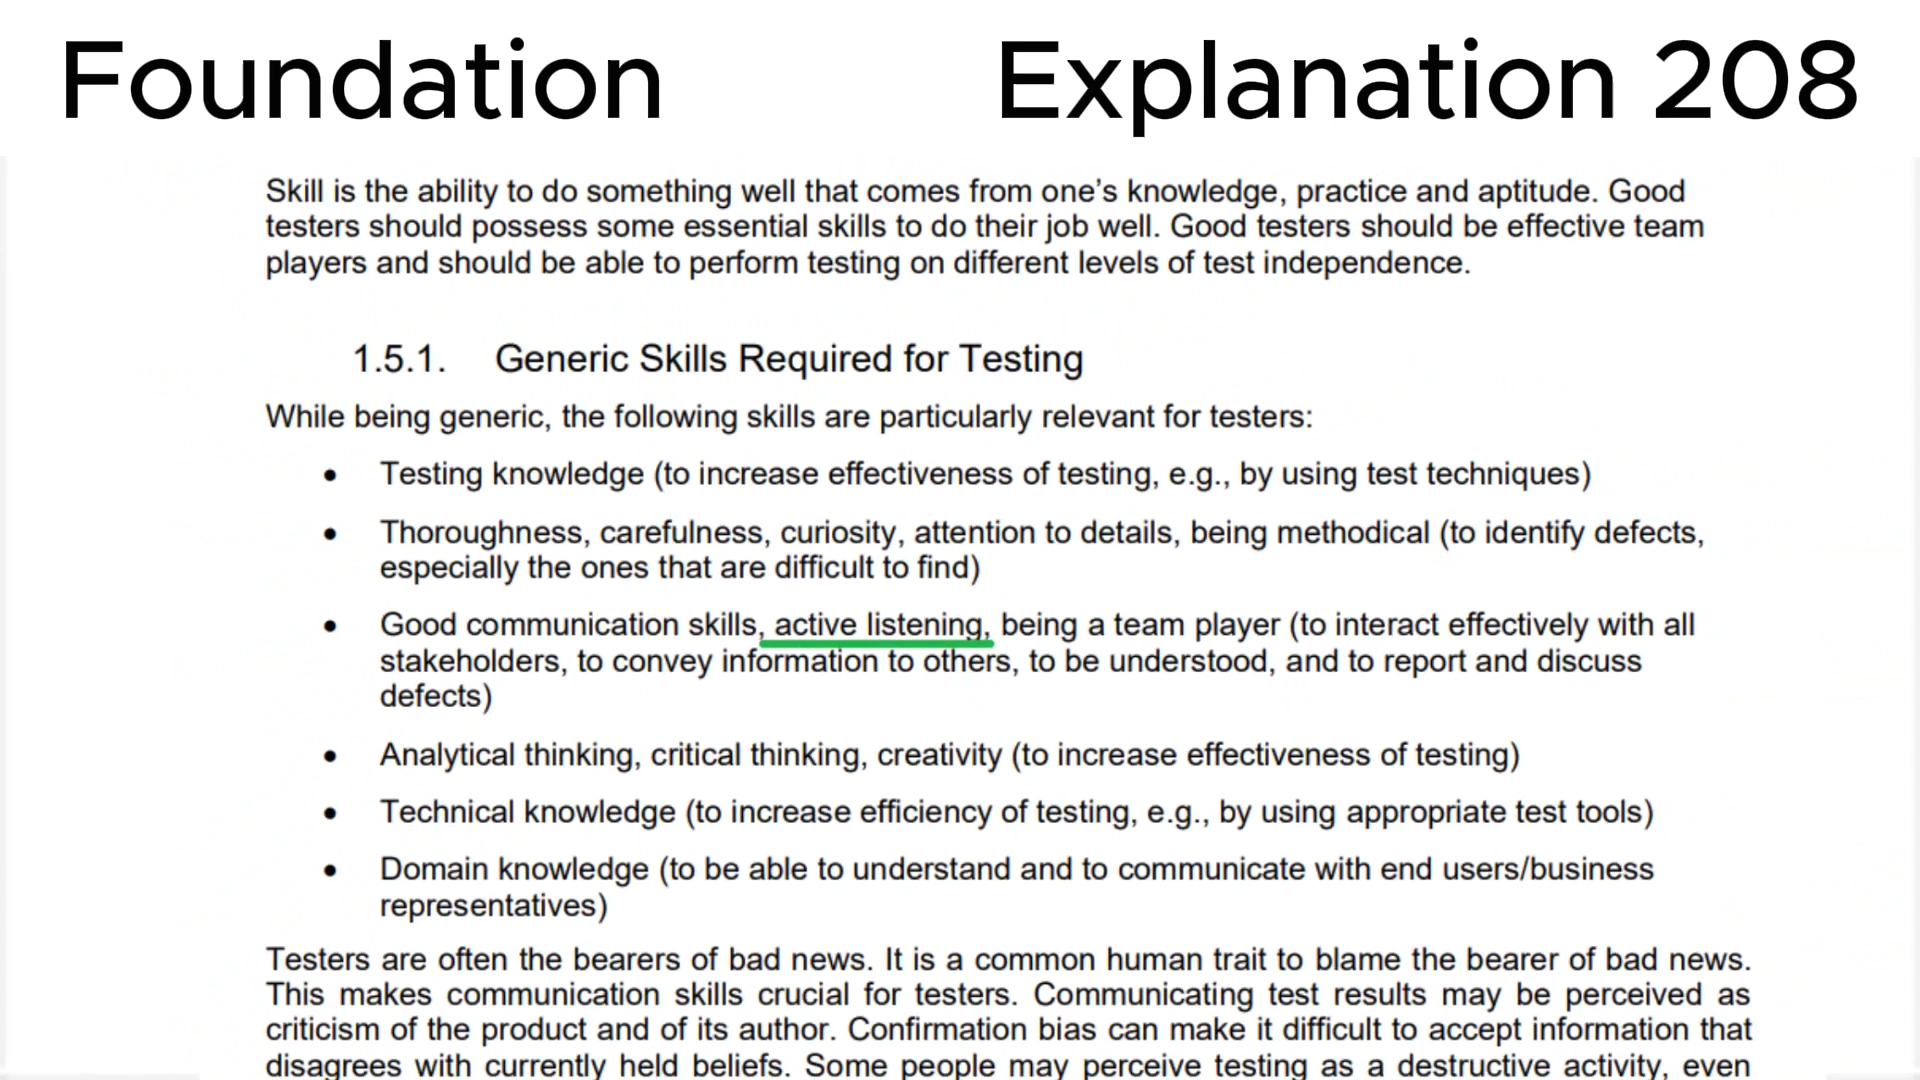 Foundation
Explanation 208
Skill is the ability to do something well that comes from one’s knowledge, practice and aptitude. Good
testers should possess some essential skills to do their job well. Good testers should be effective team
players and should be able to perform testing on different levels of test independence.
1.5.1. Generic Skills Required for Testing
While being generic, the following skills are particularly relevant for testers:
• Testing knowledge (to increase effectiveness of testing, e.g., by using test techniques)
• Thoroughness, carefulness, curiosity, attention to details, being methodical (to identify defects,
especially the ones that are difficult to find)
• Good communication skills, active listening, being a team player (to interact effectively with all
stakeholders, to convey information to others, to be understood, and to report and discuss
defects)
• Analytical thinking, critical thinking, creativity (to increase effectiveness of testing)
• Technical knowledge (to increase efficiency of testing, e.g., by using appropriate test tools)
• Domain knowledge (to be able to understand and to communicate with end users/business
representatives)
Testers are often the bearers of bad news. It is a common human trait to blame the bearer of bad news.
This makes communication skills crucial for testers. Communicating test results may be perceived as
criticism of the product and of its author. Confirmation bias can make it difficult to accept information that
disagrees with currently held beliefs. Some people may perceive testing as a destructive activity, even